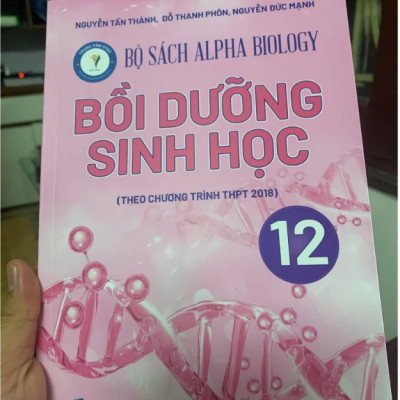 NGUYỄN TẤN THÀNH, ĐỖ THANH PHÔN, NGUYỄN ĐỨC MẠNH
BỘ SÁCH ALPHA BIOLOGY
BỒI DƯỠNG
SINH HỌC
(THEO CHƯƠNG TRÌNH THPT 2018)
12